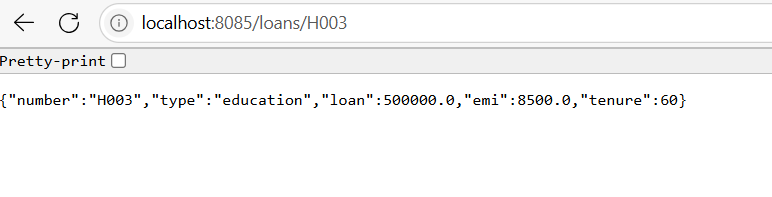 localhost:8085/loans/H003
Pretty-print
{"number":"H003","type":"education","loan":500000.0,"emi":8500.0,"tenure":60}